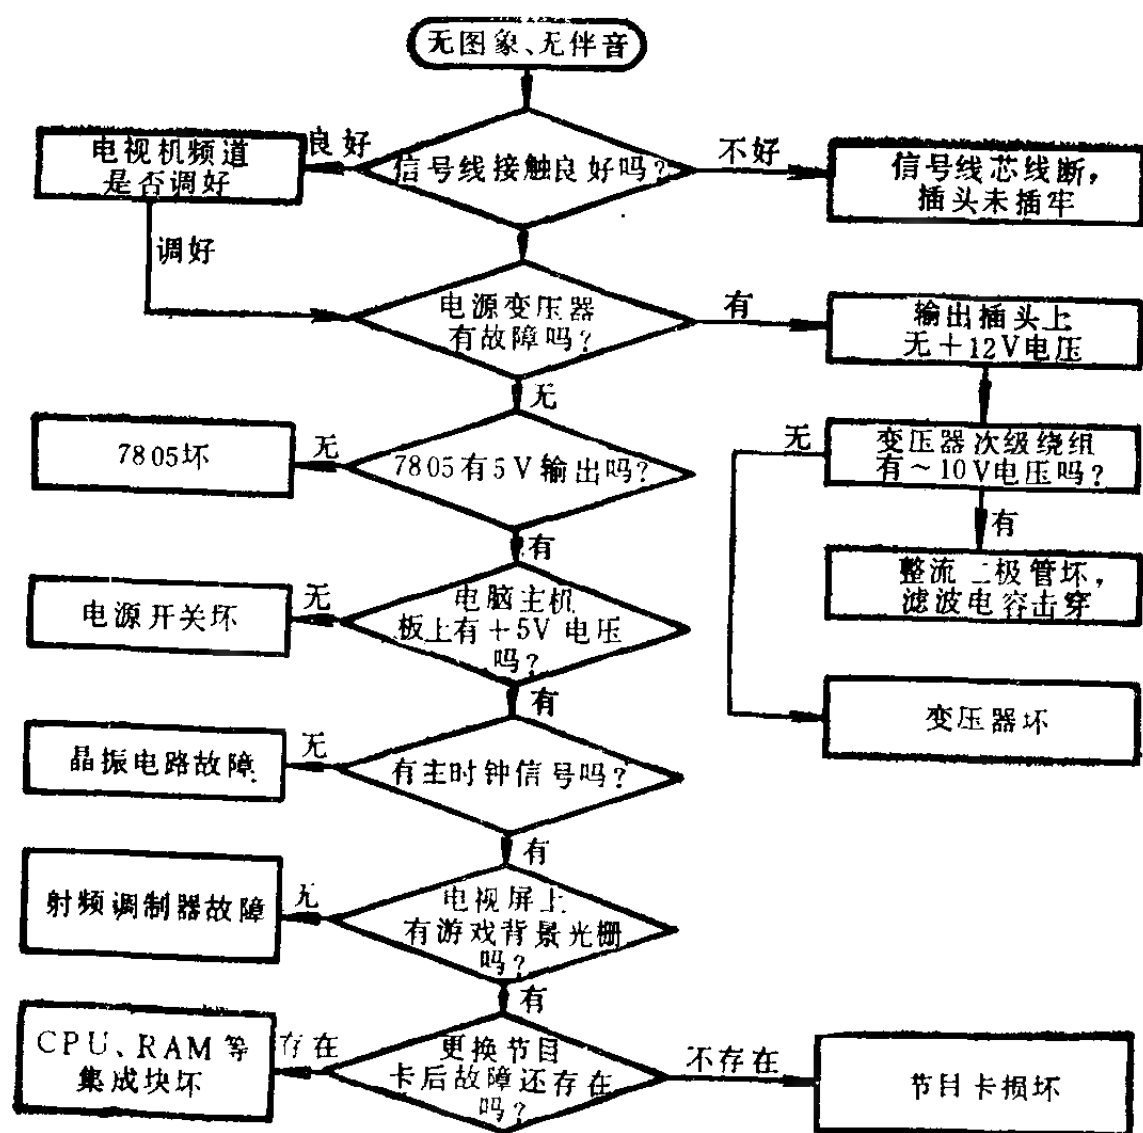 无图象、无伴音
良好
电视机频道
是否调好
信号线接触良好吗？
不好
信号线芯线断，
插头未插牢
调好
电源变压器
有故障吗？
有
输出插头上
无＋12V电压
无
7805坏
无
7805有5V输出吗？
无
变压器次级绕组
有～10V电压吗？
有
有
整流二极管坏，
滤波电容击穿
电源开关坏
无
电脑主机
板上有＋5V电压
吗？
有
变压器坏
晶振电路故障
无
有主时钟信号吗？
有
射频调制器故障
无
电视屏上
有游戏背景光栅
吗？
有
CPU、RAM等
集成块坏
存在
更换节目
卡后故障还存在
吗？
不存在
节目卡损坏